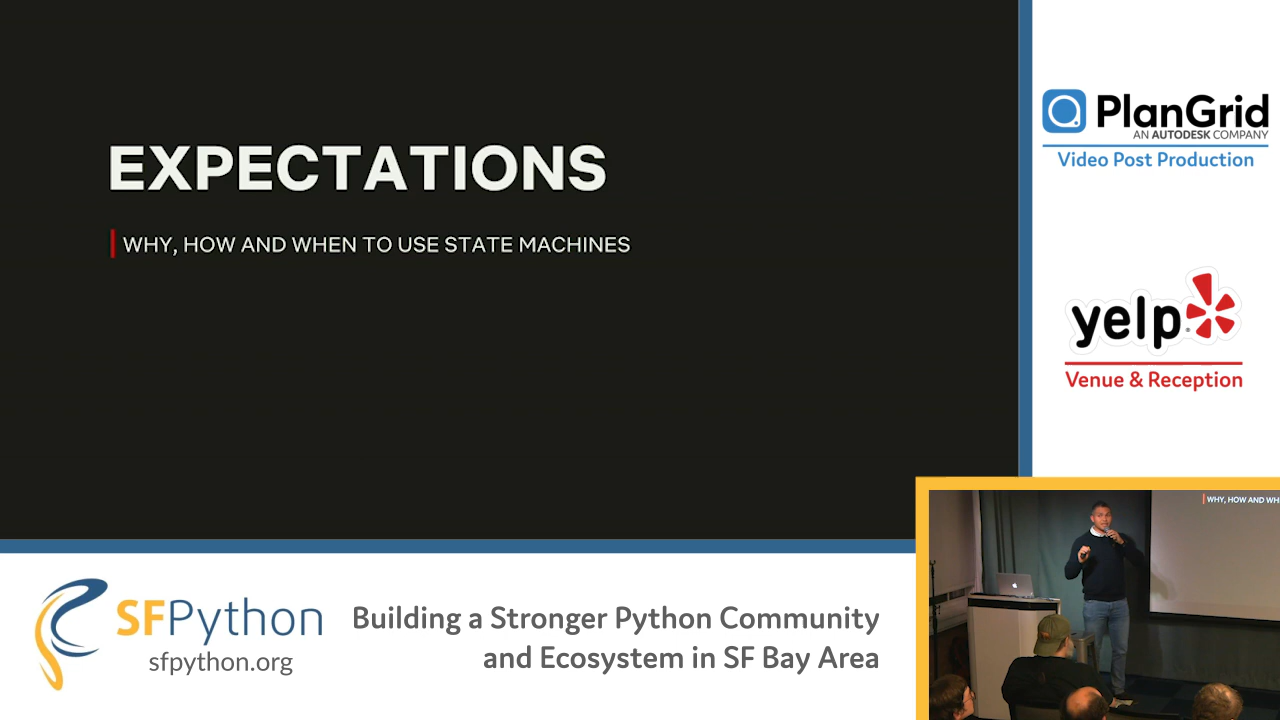 EXPECTATIONS
WHY, HOW AND WHEN TO USE STATE MACHINES
PlanGrid
AN AUTODESK COMPANY
Video Post Production
yelp
Venue & Reception
WHY, HOW AND WH
SFPython
sfpython.org
Building a Stronger Python Community
and Ecosystem in SF Bay Area